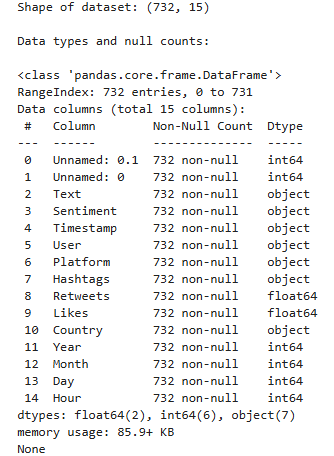 Shape of dataset: (732, 15)
Data types and null counts:
<class 'pandas.core.frame.DataFrame'>
RangeIndex: 732 entries, 0 to 731
Data columns (total 15 columns):
 #   Column        Non-Null Count  Dtype
---  ------        --------------  -----
 0   Unnamed: 0.1  732 non-null    int64
 1   Unnamed: 0    732 non-null    int64
 2   Text          732 non-null    object
 3   Sentiment     732 non-null    object
 4   Timestamp     732 non-null    object
 5   User          732 non-null    object
 6   Platform      732 non-null    object
 7   Hashtags      732 non-null    object
 8   Retweets      732 non-null    float64
 9   Likes         732 non-null    float64
 10  Country       732 non-null    object
 11  Year          732 non-null    int64
 12  Month         732 non-null    int64
 13  Day           732 non-null    int64
 14  Hour          732 non-null    int64
dtypes: float64(2), int64(6), object(7)
memory usage: 85.9+ KB
None